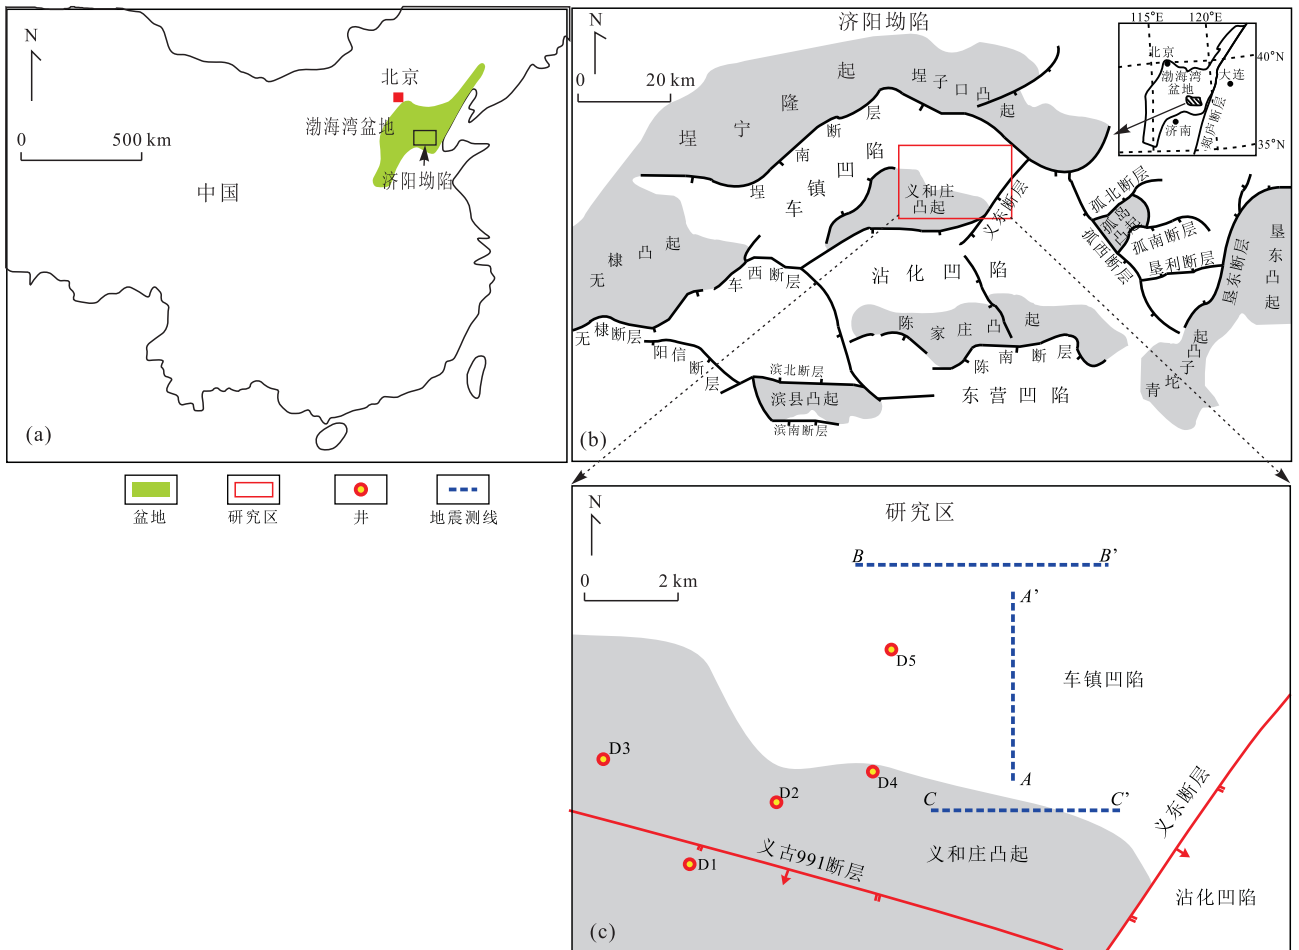 N
0
500 km
北京
渤海湾盆地
济阳坳陷
中国
(a)
盆地
研究区
井
地震测线
济阳坳陷
N
0
20 km
埕宁隆起
埕子口凸起
埕南断层
车镇凹陷
义和庄
凸起
义东断层
无棣凸起
车西断层
沾化凹陷
无棣断层
阳信断层
陈家庄凸起
陈南断层
滨北断层
滨县凸起
滨南断层
东营凹陷
孤北断层
孤岛
凸起
孤西断层
孤南断层
垦利断层
垦东断层
垦东凸起
青坨子凸起
(b)
115°E
120°E
40°N
35°N
北京
渤海湾
盆地
大连
济南
郯庐断层
研究区
N
0
2 km
B
B’
A’
A
C
C’
D5
D3
D2
D4
D1
车镇凹陷
义东断层
义古991断层
义和庄凸起
沾化凹陷
(c)